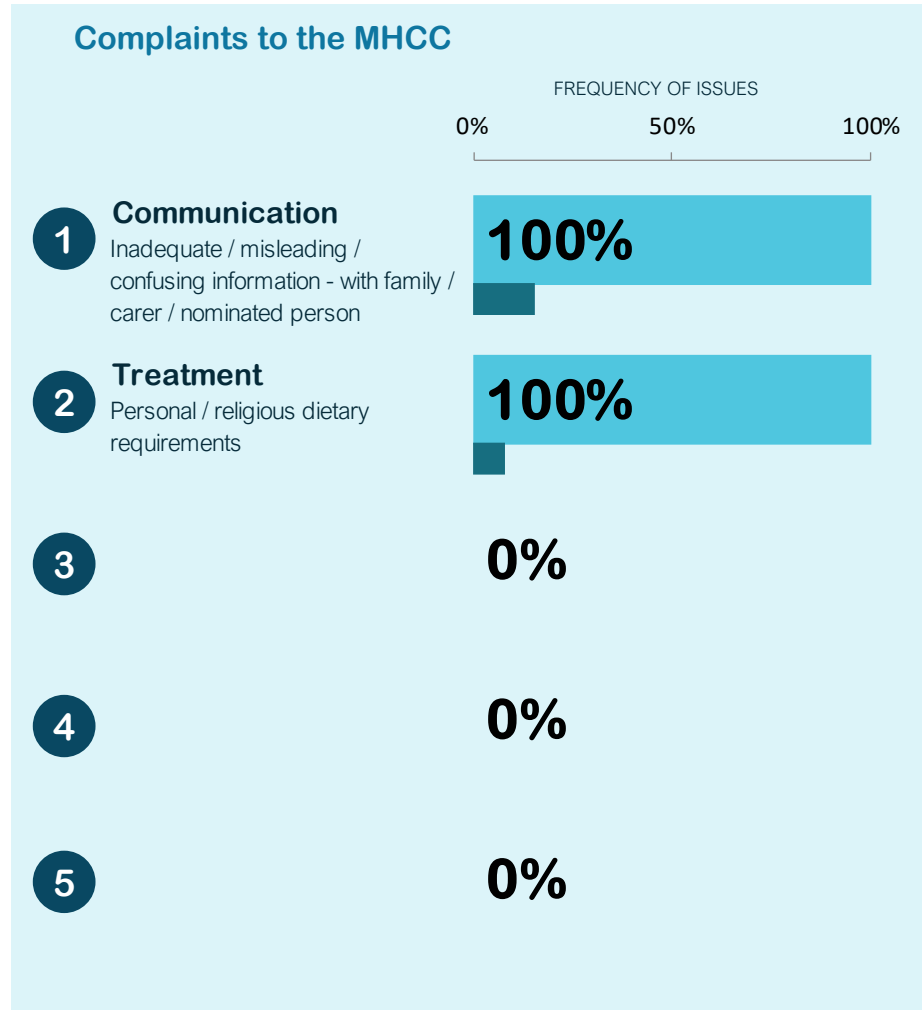 Complaints to the MHCC
FREQUENCY OF ISSUES
0% 50% 100%
1 Communication 100%
Inadequate / misleading /
confusing information - with family /
carer / nominated person
2 Treatment 100%
Personal / religious dietary
requirements
3 0%
4 0%
5 0%